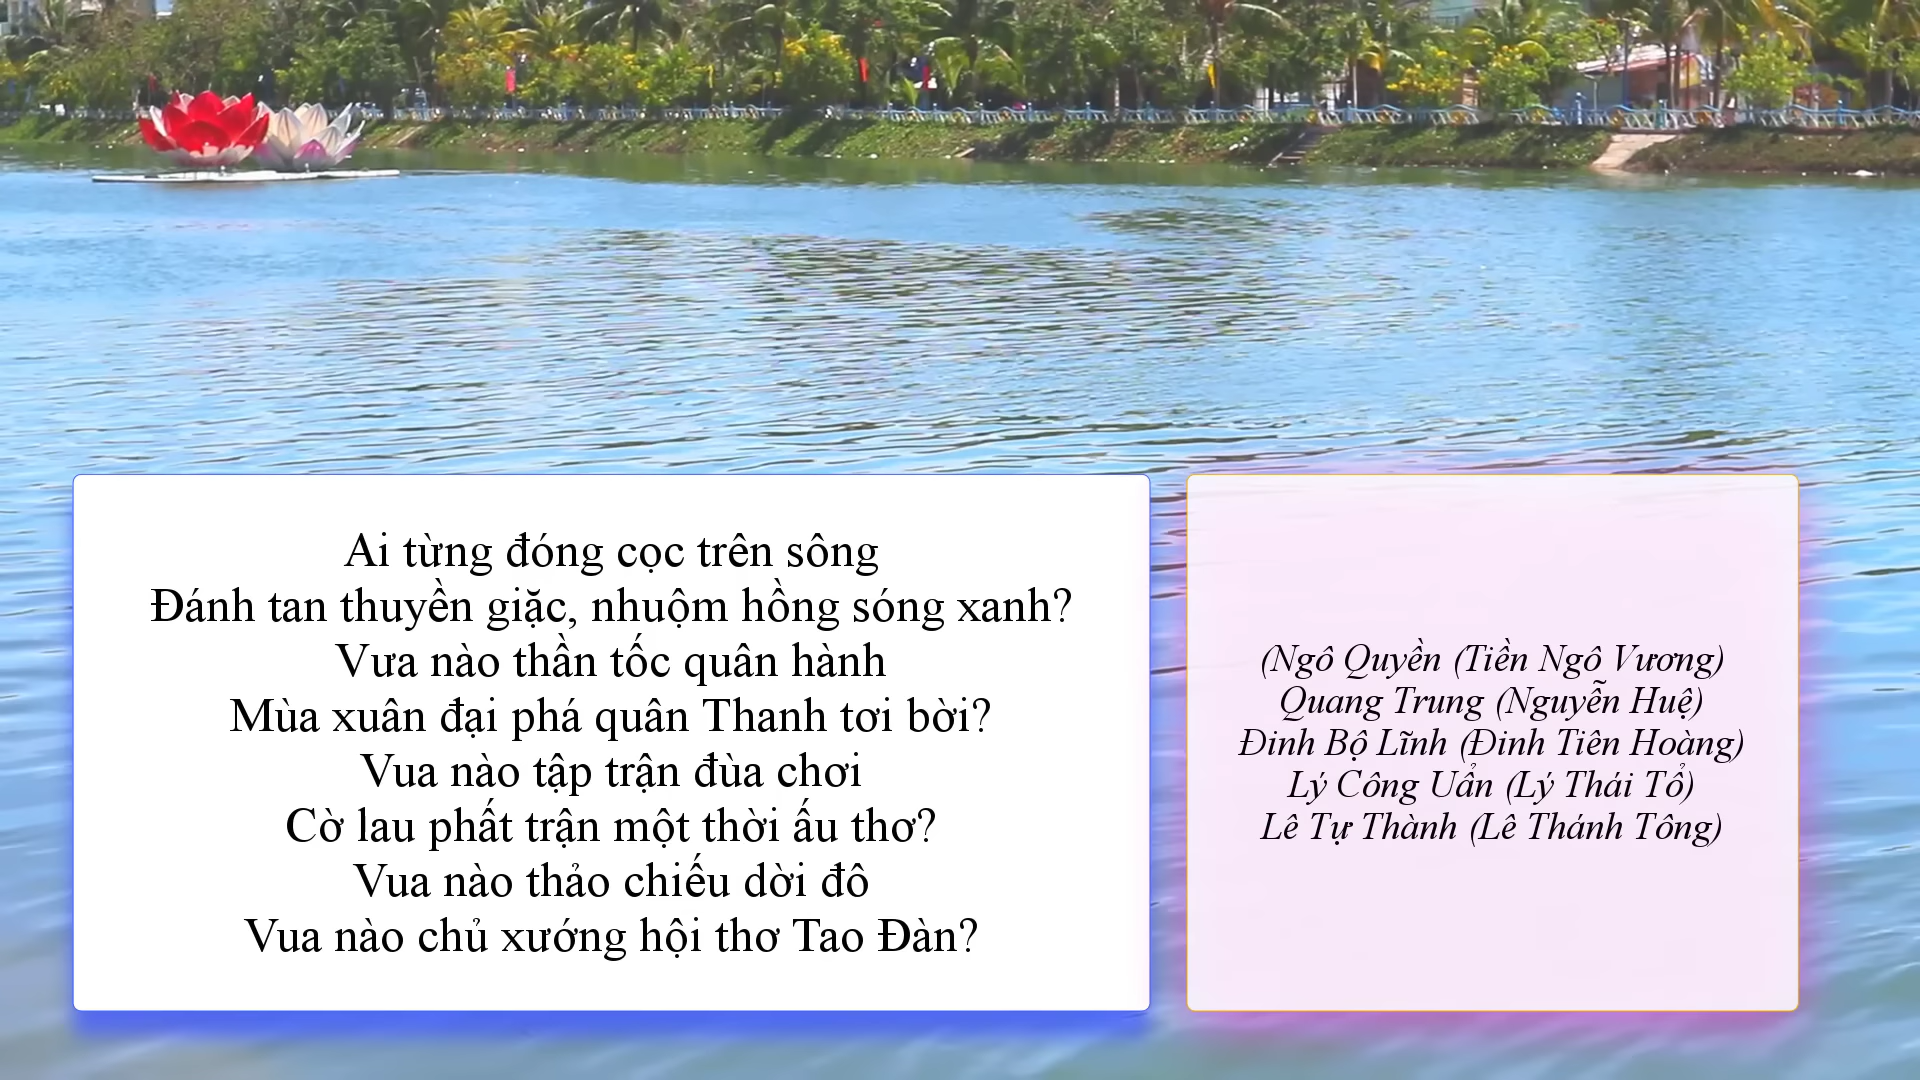 Ai từng đóng cọc trên sông
Đánh tan thuyền giặc, nhuộm hồng sóng xanh?
Vưa nào thần tốc quân hành
Mùa xuân đại phá quân Thanh tơi bời?
Vua nào tập trận đùa chơi
Cờ lau phất trận một thời ấu thơ?
Vua nào thảo chiếu dời đô
Vua nào chủ xướng hội thơ Tao Đàn?
(Ngô Quyền (Tiền Ngô Vương)
Quang Trung (Nguyễn Huệ)
Đinh Bộ Lĩnh (Đinh Tiên Hoàng)
Lý Công Uẩn (Lý Thái Tổ)
Lê Tự Thành (Lê Thánh Tông)